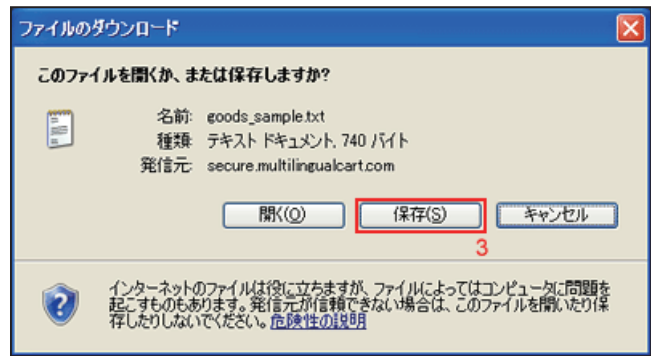 ファイルのダウンロード
このファイルを開くか、または保存しますか?
名前: goods_sample.txt
種類: テキスト ドキュメント, 740 バイト
発信元: secure.multilingualcart.com
開く(O) 保存(S) キャンセル
3
インターネットのファイルは役に立ちますが、ファイルによってはコンピュータに問題を
起こすものもあります。発信元が信頼できない場合は、このファイルを開いたり保
存したりしないでください。危険性の説明